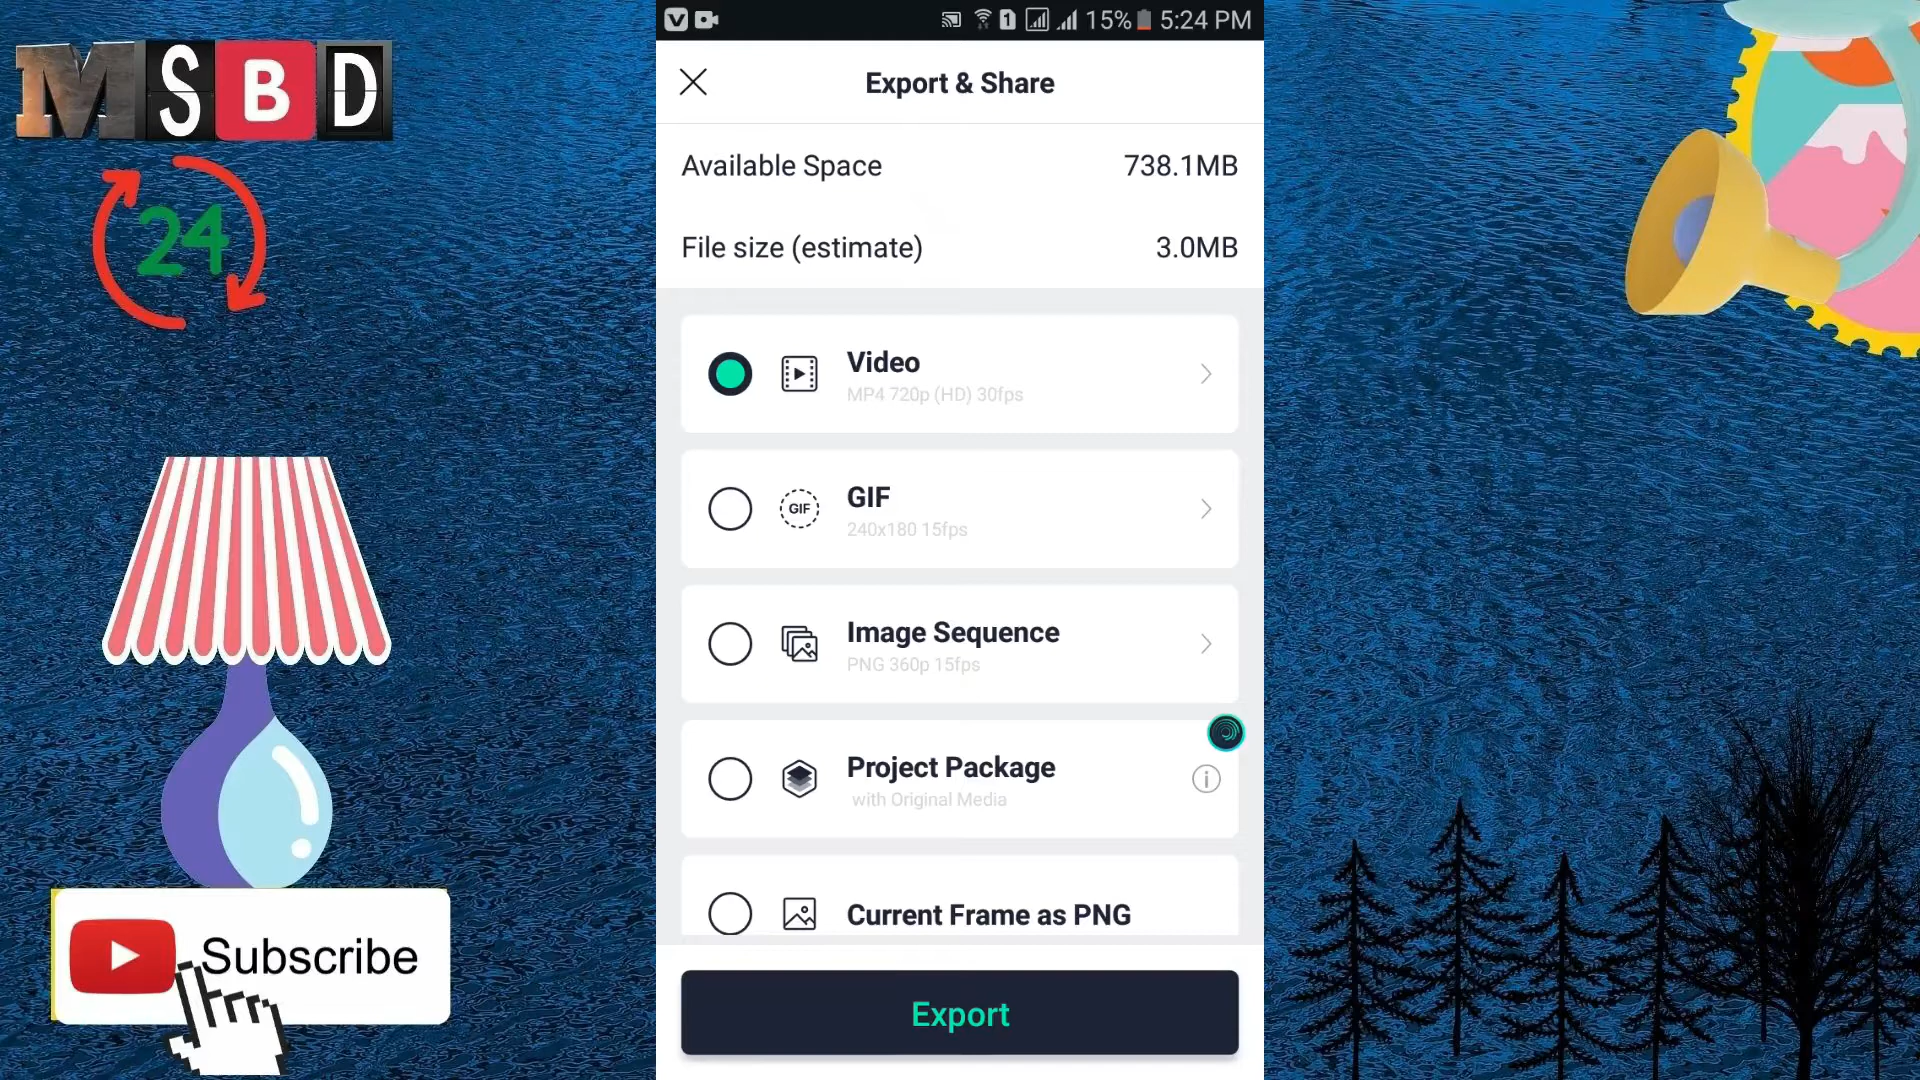 MSBD
24
Subscribe
1 15% 5:24 PM
Export & Share
Available Space 738.1MB
File size (estimate) 3.0MB
Video
MP4 720p (HD) 30fps
GIF
GIF
240x180 15fps
Image Sequence
PNG 360p 15fps
Project Package
with Original Media
Current Frame as PNG
Export